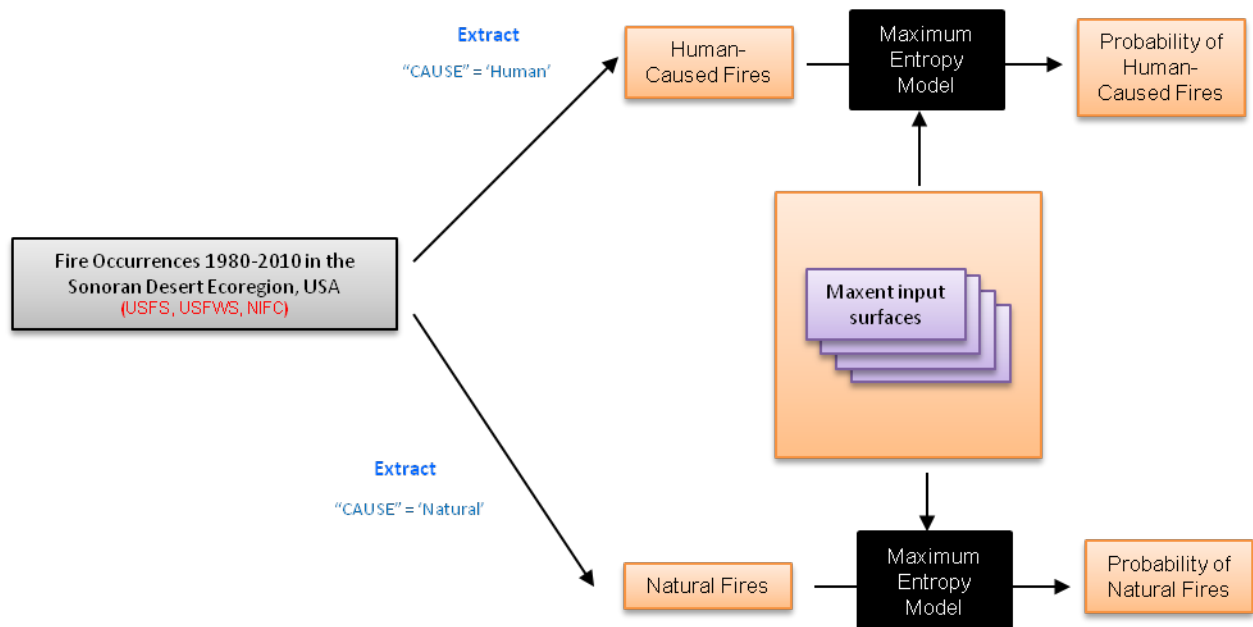 Extract
“CAUSE” = ‘Human’
Human-
Caused Fires
Maximum
Entropy
Model
Probability of
Human-
Caused Fires
Fire Occurrences 1980-2010 in the
Sonoran Desert Ecoregion, USA
(USFS, USFWS, NIFC)
Maxent input
surfaces
Extract
“CAUSE” = ‘Natural’
Natural Fires
Maximum
Entropy
Model
Probability of
Natural Fires